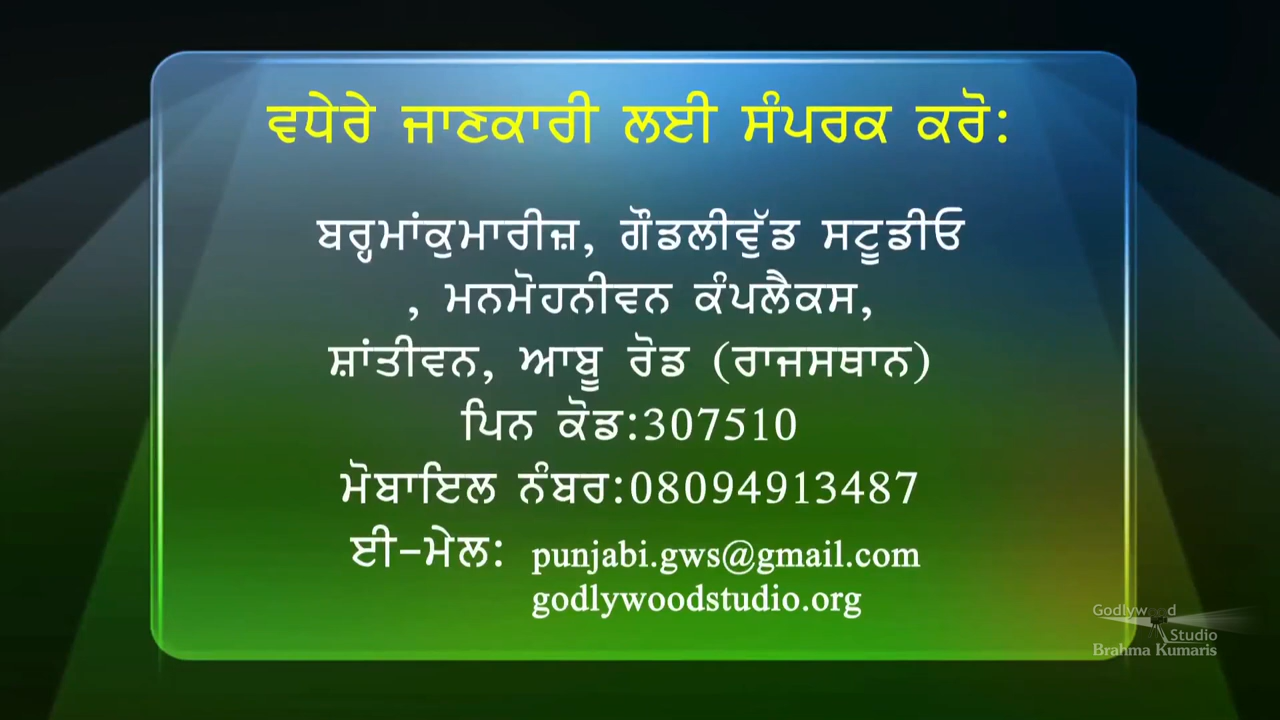 ਵਧੇਰੇ ਜਾਣਕਾਰੀ ਲਈ ਸੰਪਰਕ ਕਰੋ:
ਬਰ੍ਹਮਾਂਕੁਮਾਰੀਜ਼, ਗੌਡਲੀਵੁੱਡ ਸਟੂਡੀਓ
, ਮਨਮੋਹਨੀਵਨ ਕੰਪਲੈਕਸ,
ਸ਼ਾਂਤੀਵਨ, ਆਬੂ ਰੋਡ (ਰਾਜਸਥਾਨ)
ਪਿਨ ਕੋਡ:307510
ਮੋਬਾਇਲ ਨੰਬਰ:08094913487
ਈ-ਮੇਲ: punjabi.gws@gmail.com
godlywoodstudio.org
Godlywood
Studio
Brahma Kumaris